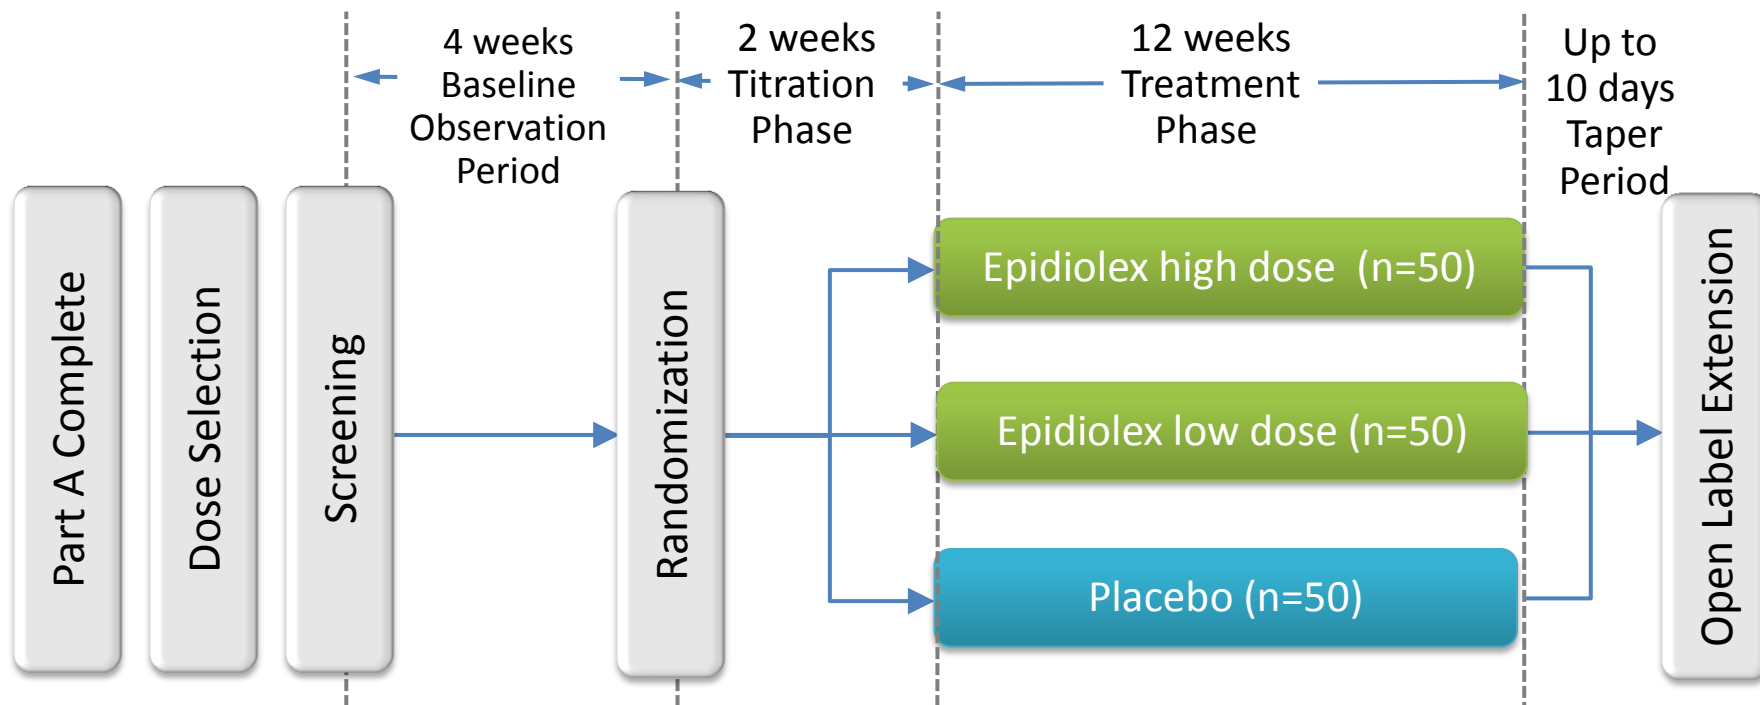 4 weeks
Baseline
Observation
Period
2 weeks
Titration
Phase
12 weeks
Treatment
Phase
Up to
10 days
Taper
Period
Part A Complete
Dose Selection
Screening
Randomization
Epidiolex high dose (n=50)
Epidiolex low dose (n=50)
Placebo (n=50)
Open Label Extension